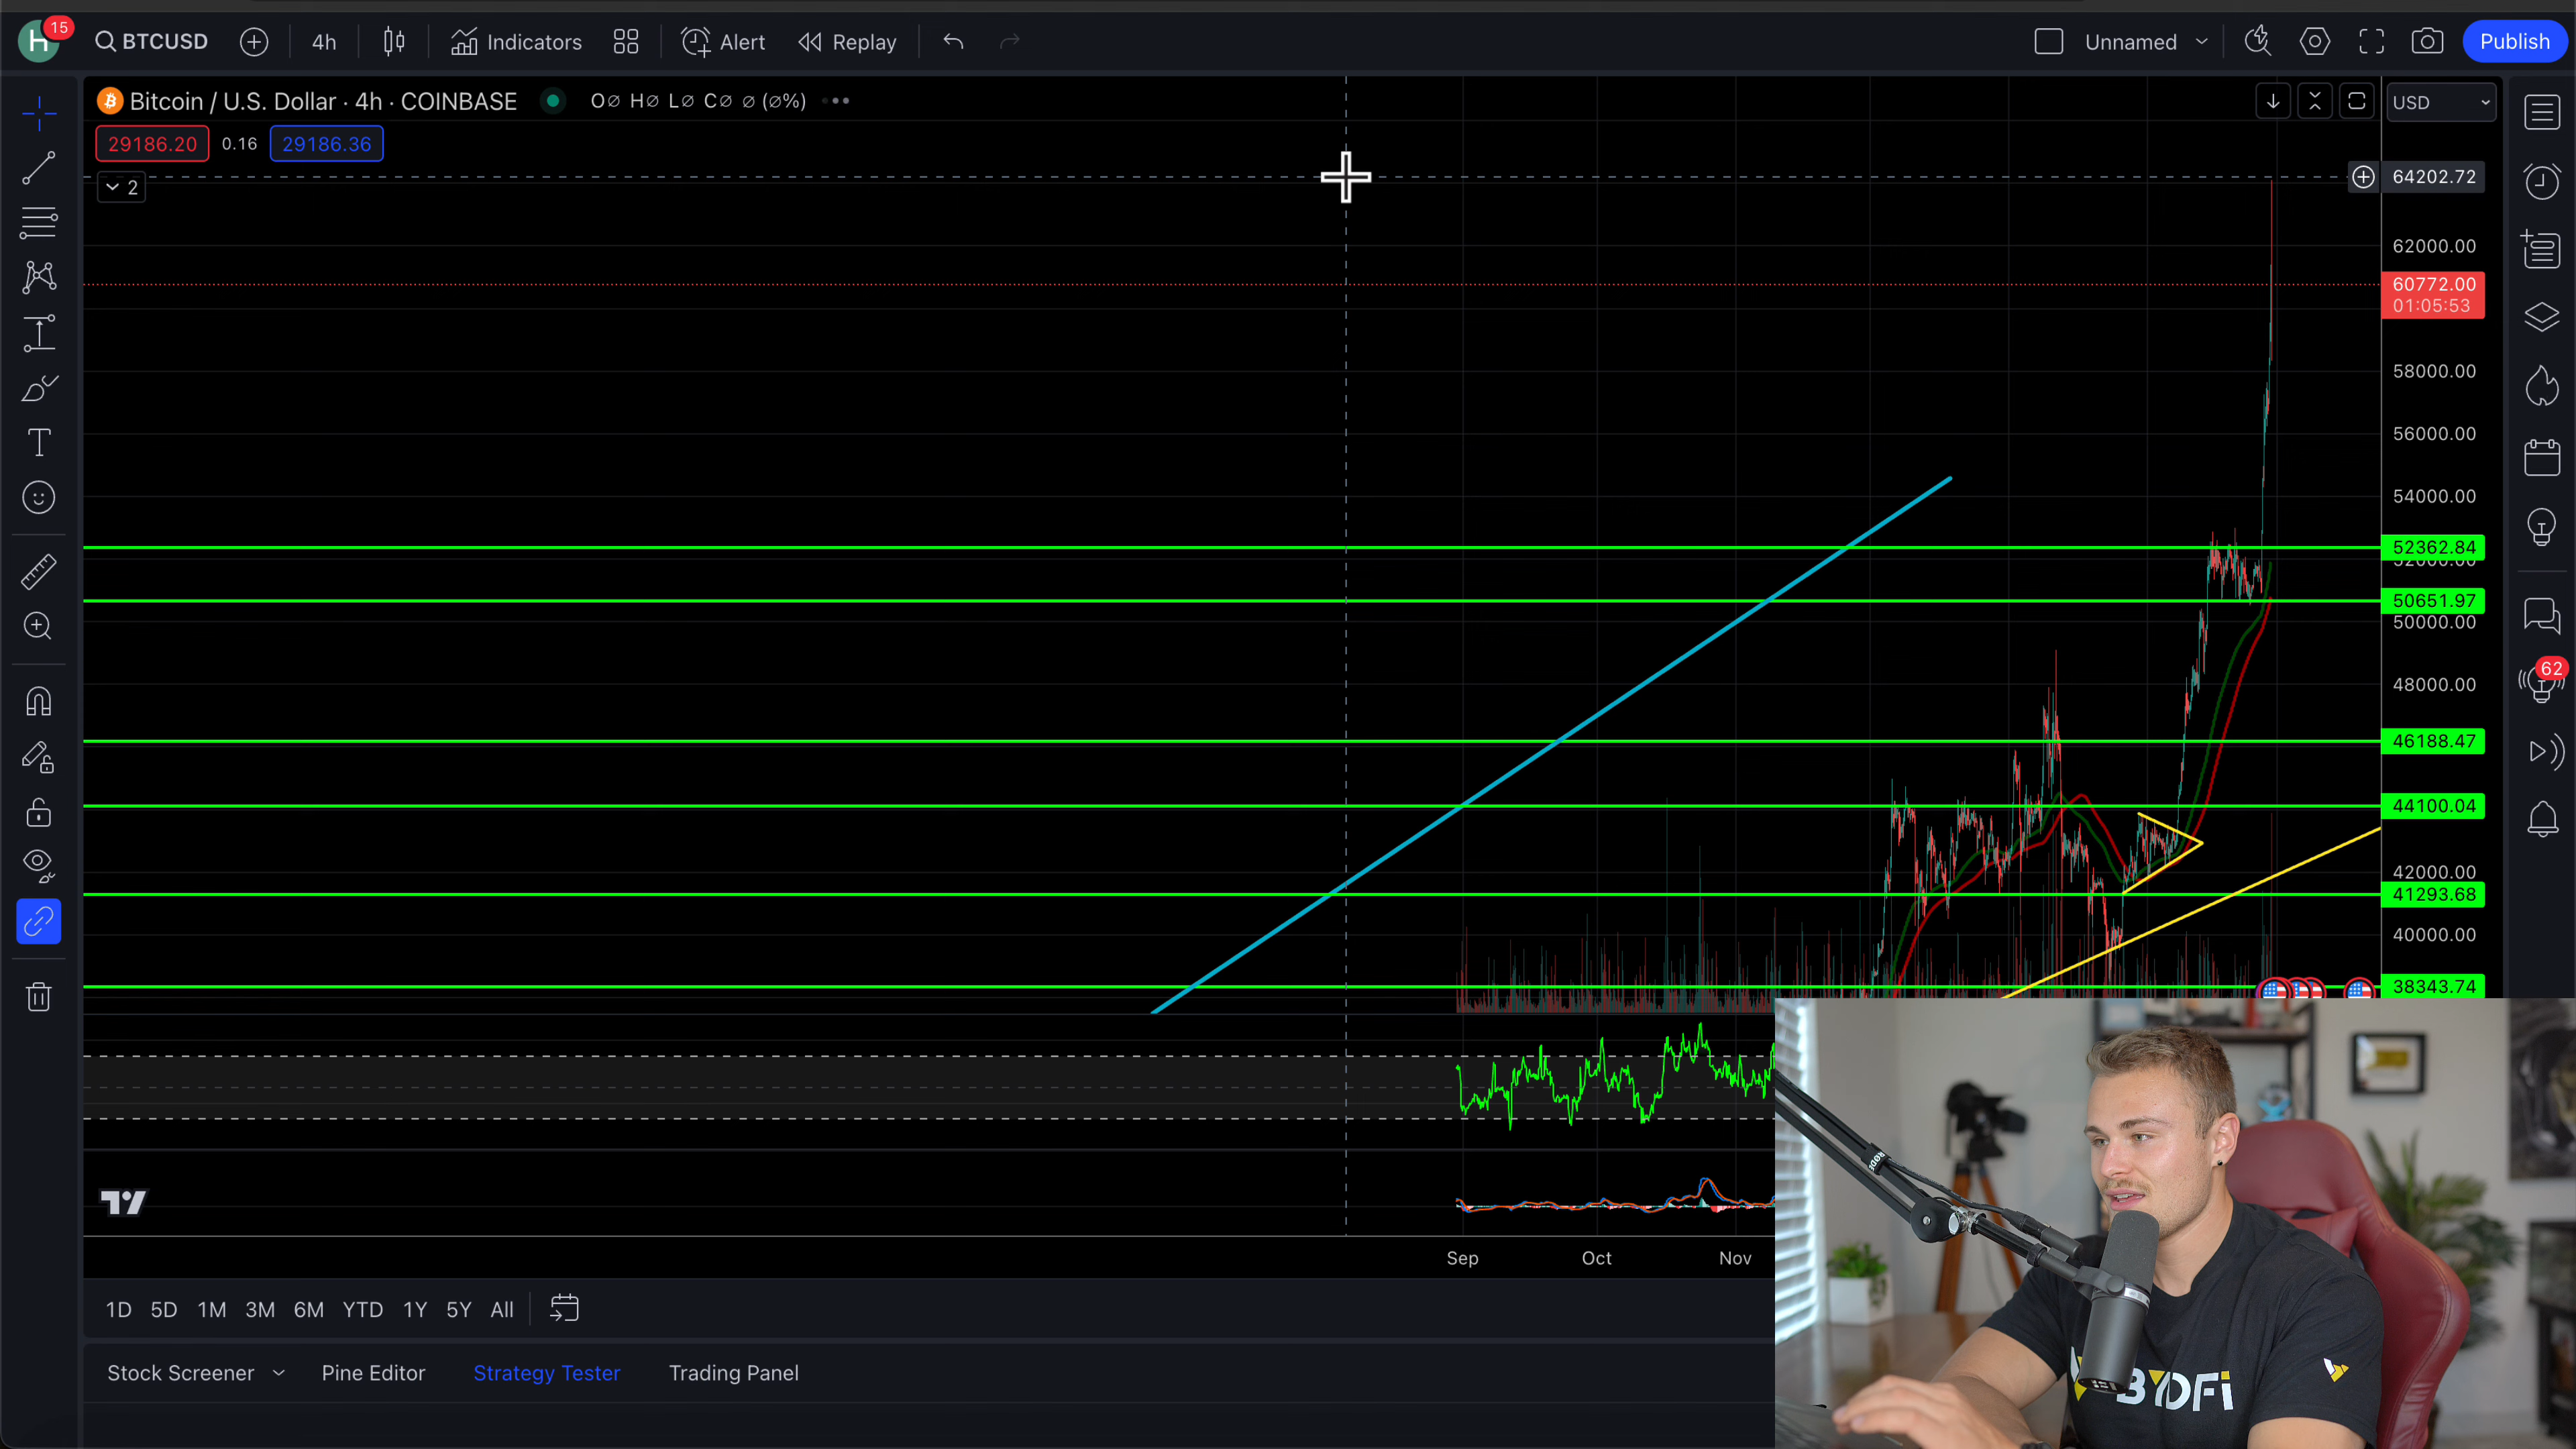 H 15 BTCUSD 4h Indicators Alert Replay Unnamed Publish
Bitcoin / U.S. Dollar · 4h · COINBASE O∅ H∅ L∅ C∅ ∅ (∅%) USD
29186.20 0.16 29186.36
2
64202.72
62000.00
60772.00
01:05:53
58000.00
56000.00
54000.00
52362.84
52000.00
50651.97
50000.00
48000.00
62
46188.47
44100.04
42000.00
41293.68
40000.00
38343.74
RØDE
Sep Oct Nov
1D 5D 1M 3M 6M YTD 1Y 5Y All
Stock Screener Pine Editor Strategy Tester Trading Panel
BYDFi